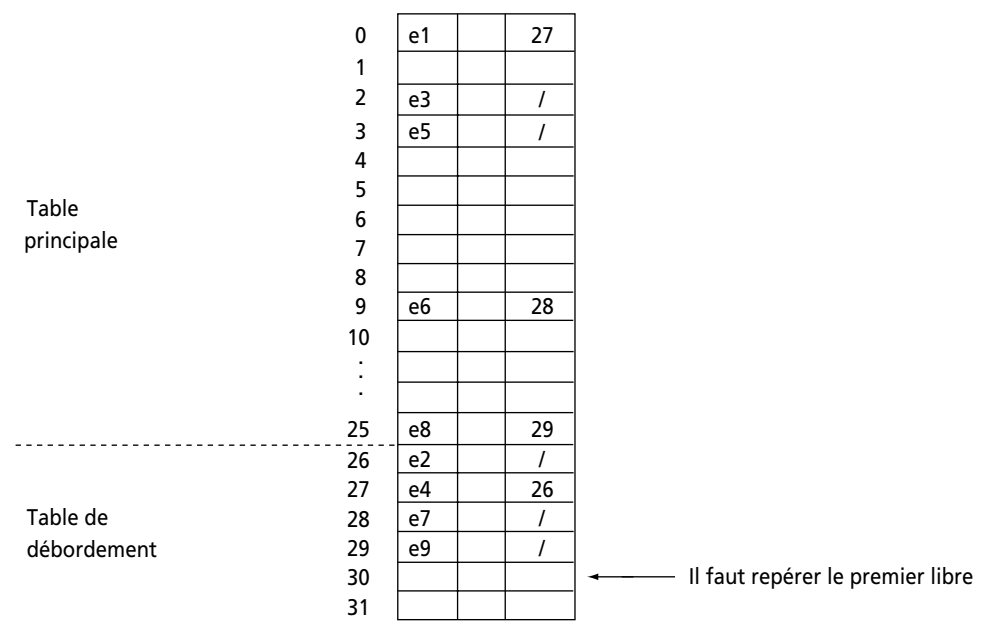 0 e1 27
1
2 e3 /
3 e5 /
4
5
6
7
8
9 e6 28
10
.
.
.
25 e8 29
Table
principale
26 e2 /
27 e4 26
28 e7 /
29 e9 /
30
31
Table de
débordement
Il faut repérer le premier libre